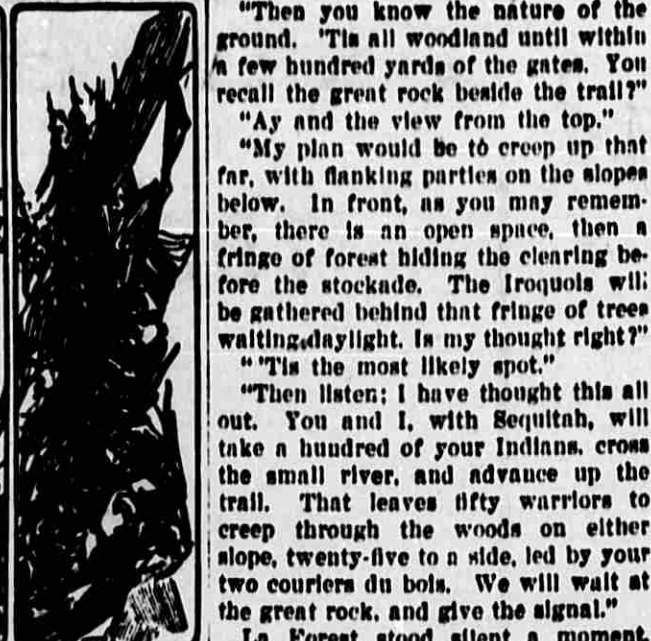 "Then you know the nature of the
ground. 'Tis all woodland until within
a few hundred yards of the gates. You
recall the great rock beside the trail?"
"Ay and the view from the top."
"My plan would be to creep up that
far, with flanking parties on the slopes
below. In front, as you may remem-
ber, there is an open space, then a
fringe of forest hiding the clearing be-
fore the stockade. The Iroquois will
be gathered behind that fringe of trees
waiting daylight. Is my thought right?"
"'Tis the most likely spot."
"Then listen; I have thought this all
out. You and I, with Sequitah, will
take a hundred of your Indians, cross
the small river, and advance up the
trail. That leaves fifty warriors to
creep through the woods on either
slope, twenty-five to a side, led by your
two couriers du bois. We will wait at
the great rock, and give the signal."
La Forest stood silent a moment,